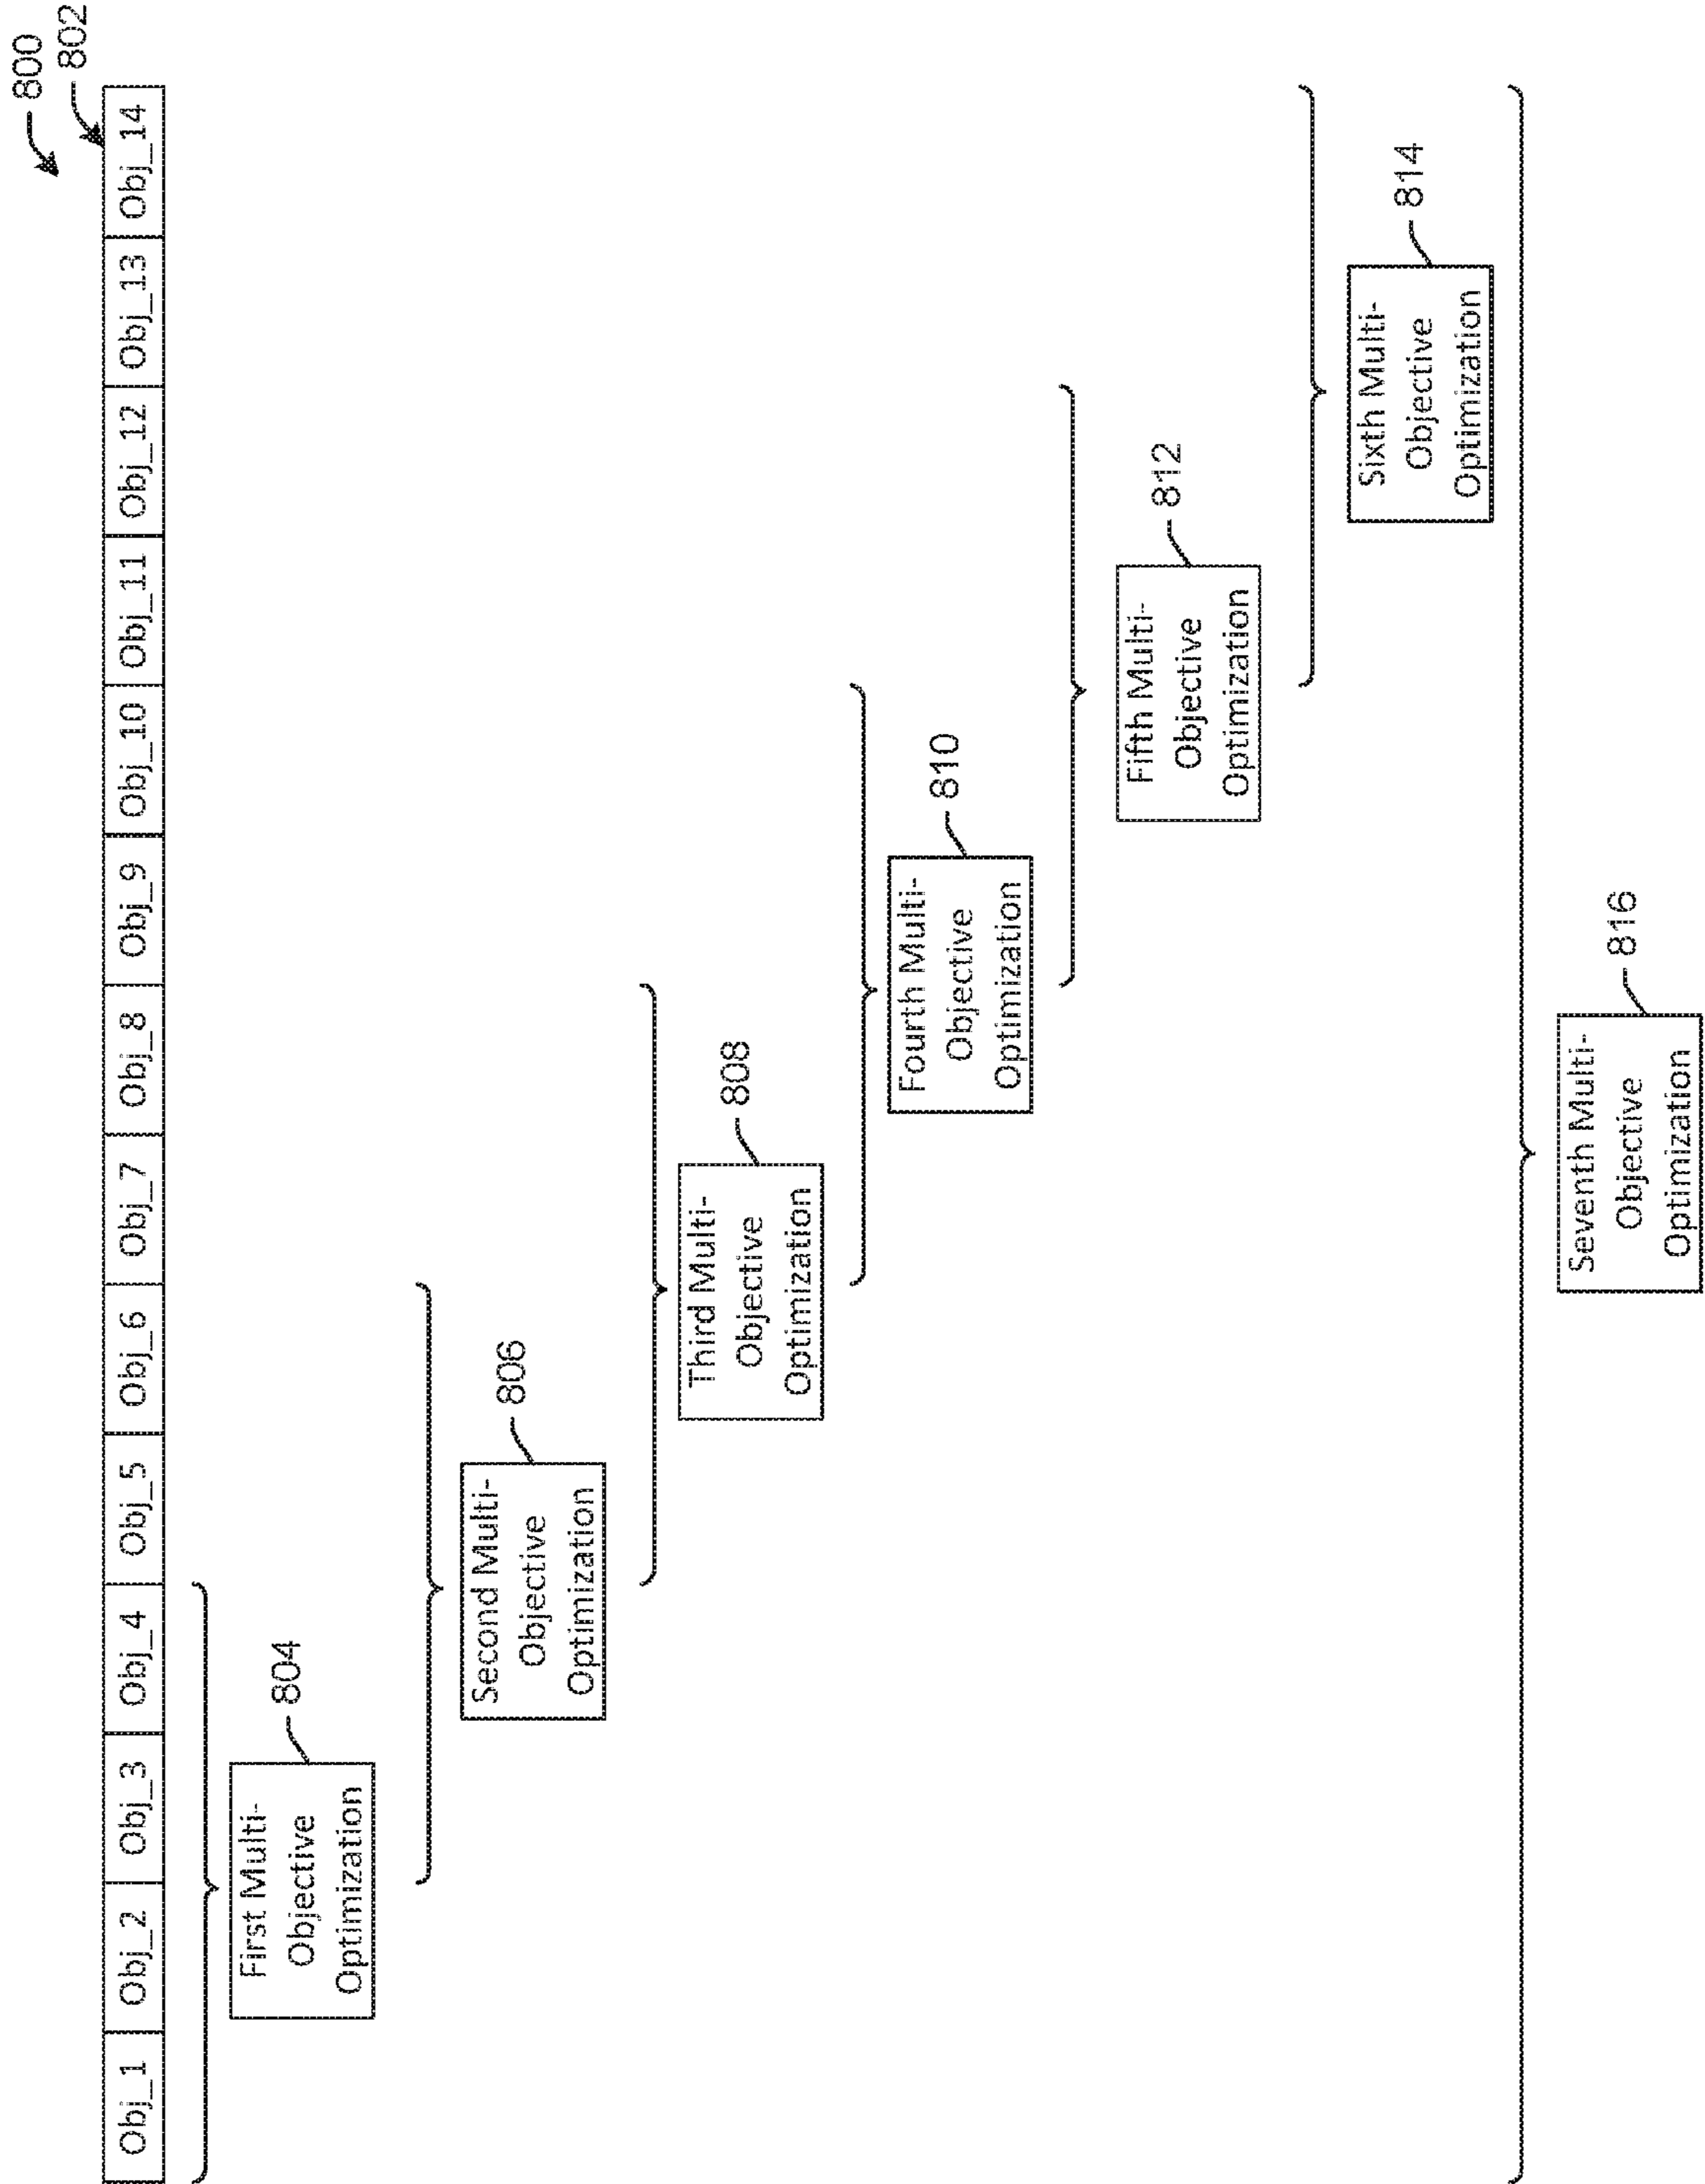 800
802
Obj_1 Obj_2 Obj_3 Obj_4 Obj_5 Obj_6 Obj_7 Obj_8 Obj_9 Obj_10 Obj_11 Obj_12 Obj_13 Obj_14
First Multi-
Objective
Optimization
804
Second Multi-
Objective
Optimization
806
Third Multi-
Objective
Optimization
808
Fourth Multi-
Objective
Optimization
810
Fifth Multi-
Objective
Optimization
812
Sixth Multi-
Objective
Optimization
814
Seventh Multi-
Objective
Optimization
816